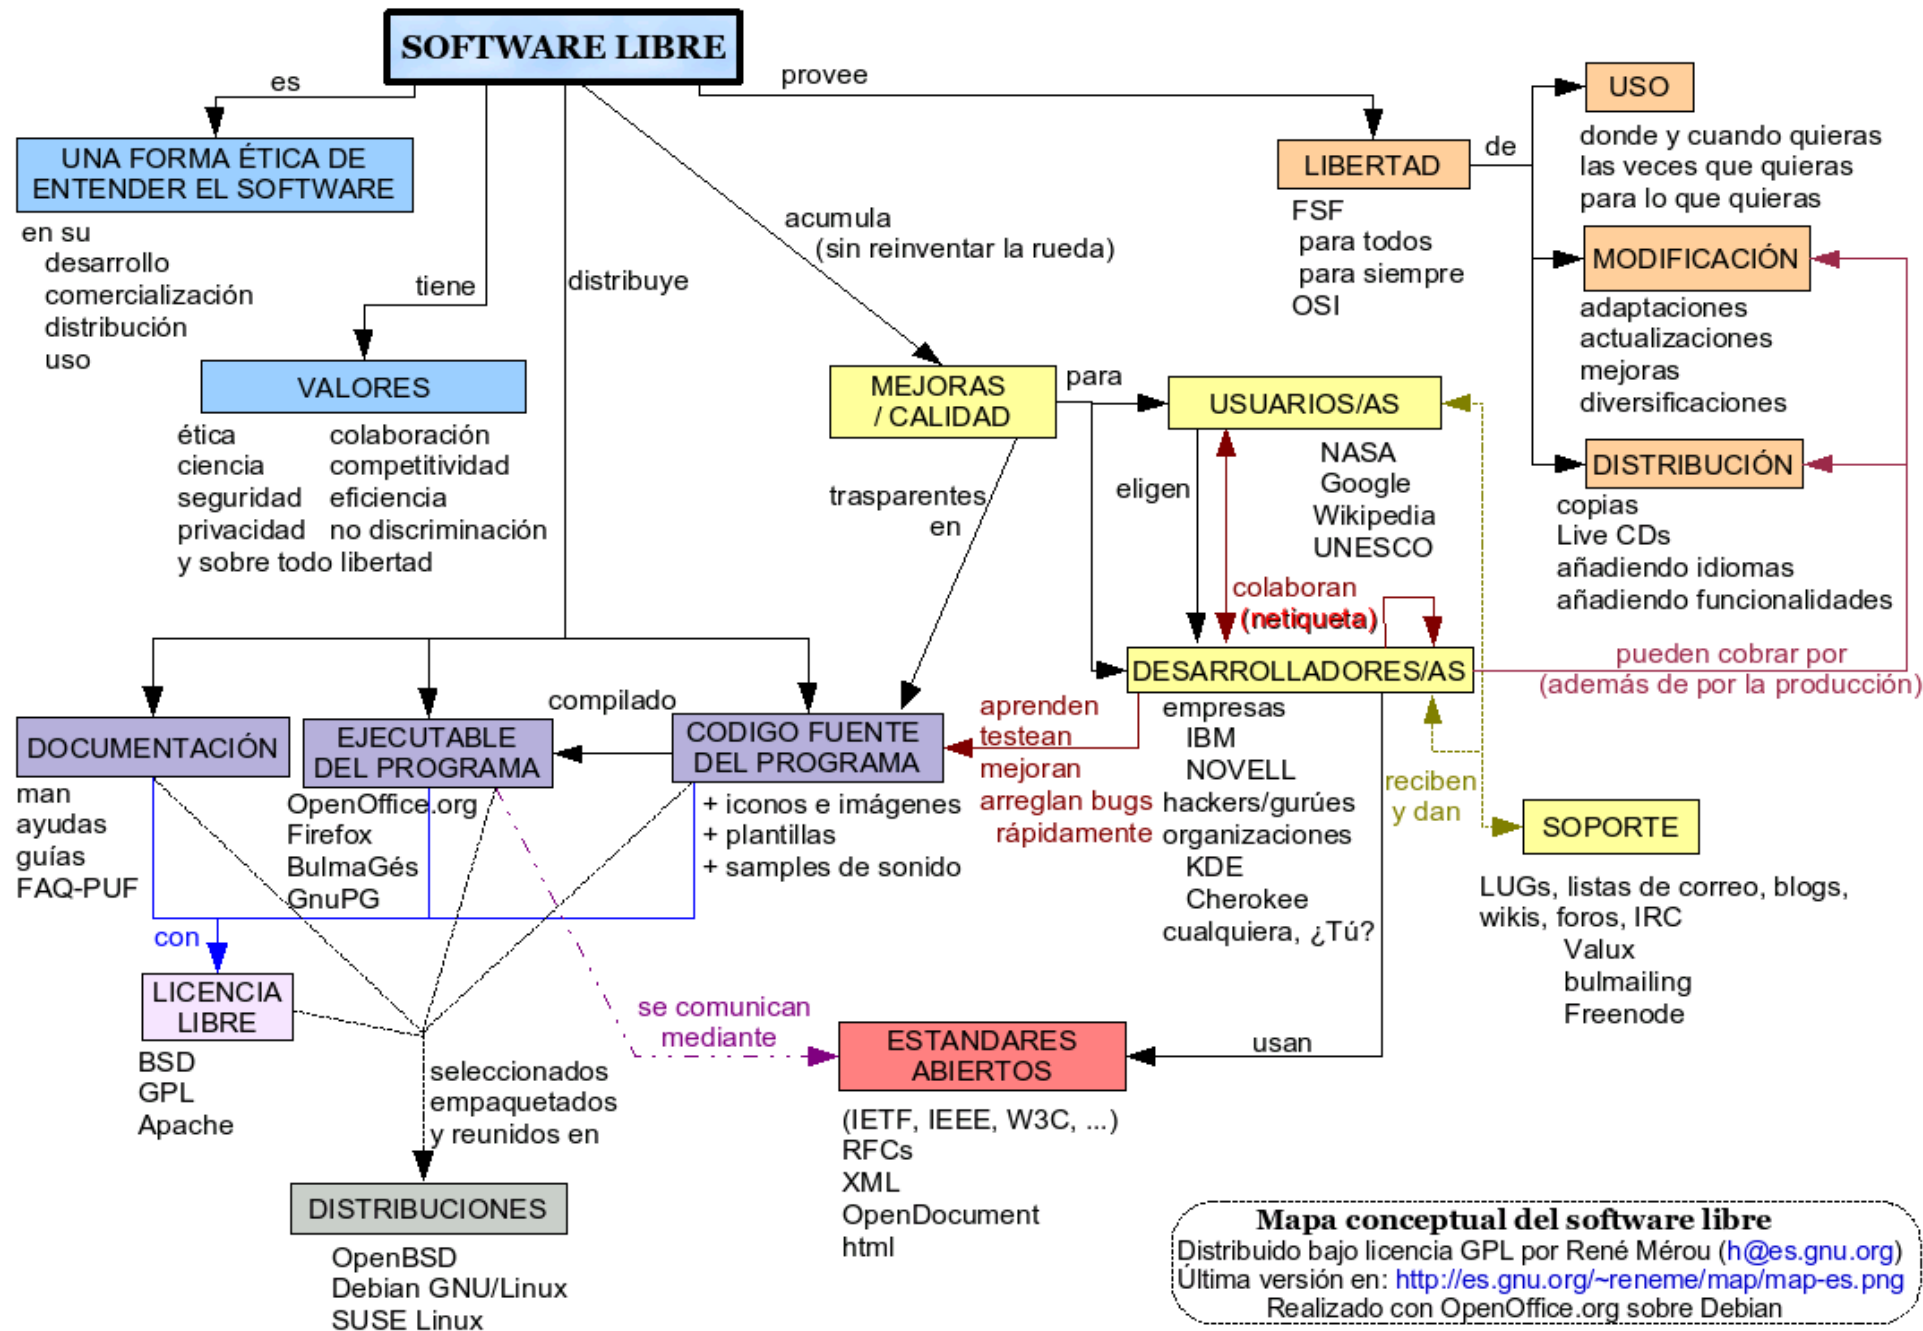 SOFTWARE LIBRE
es
provee
UNA FORMA ÉTICA DE
ENTENDER EL SOFTWARE
en su
desarrollo
comercialización
distribución
uso
tiene
VALORES
ética
ciencia
seguridad
privacidad
colaboración
competitividad
eficiencia
no discriminación
y sobre todo libertad
distribuye
acumula
(sin reinventar la rueda)
LIBERTAD
FSF
para todos
para siempre
OSI
de
USO
donde y cuando quieras
las veces que quieras
para lo que quieras
MODIFICACIÓN
adaptaciones
actualizaciones
mejoras
diversificaciones
DISTRIBUCIÓN
copias
Live CDs
añadiendo idiomas
añadiendo funcionalidades
MEJORAS
/ CALIDAD
para
USUARIOS/AS
NASA
Google
Wikipedia
UNESCO
trasparentes
en
eligen
colaboran
(netiqueta)
DESARROLLADORES/AS
empresas
IBM
NOVELL
hackers/gurúes
organizaciones
KDE
Cherokee
cualquiera, ¿Tú?
pueden cobrar por
(además de por la producción)
aprenden
testean
mejoran
arreglan bugs
rápidamente
reciben
y dan
SOPORTE
LUGs, listas de correo, blogs,
wikis, foros, IRC
Valux
bulmailing
Freenode
DOCUMENTACIÓN
man
ayudas
guías
FAQ-PUF
EJECUTABLE
DEL PROGRAMA
OpenOffice.org
Firefox
BulmaGés
GnuPG
compilado
CODIGO FUENTE
DEL PROGRAMA
+ iconos e imágenes
+ plantillas
+ samples de sonido
con
LICENCIA
LIBRE
BSD
GPL
Apache
se comunican
mediante
ESTANDARES
ABIERTOS
(IETF, IEEE, W3C, ...)
RFCs
XML
OpenDocument
html
usan
seleccionados
empaquetados
y reunidos en
DISTRIBUCIONES
OpenBSD
Debian GNU/Linux
SUSE Linux
Mapa conceptual del software libre
Distribuido bajo licencia GPL por René Mérou (h@es.gnu.org)
Última versión en: http://es.gnu.org/~reneme/map/map-es.png
Realizado con OpenOffice.org sobre Debian